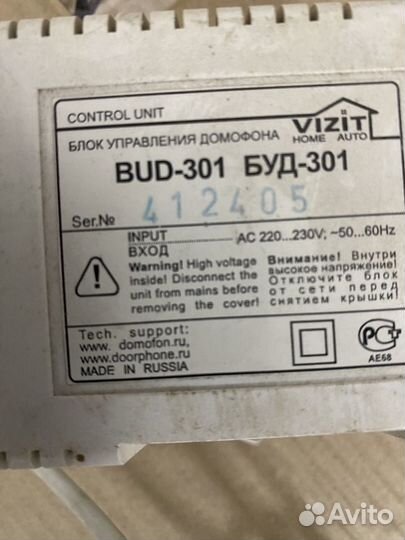 CONTROL UNIT
БЛОК УПРАВЛЕНИЯ ДОМОФОНА
VIZIT
HOME AUTO
BUD-301 БУД-301
Ser.№ 412405
INPUT
ВХОД
AC 220...230V; ~50...60Hz
Warning! High voltage
inside! Disconnect the
unit from mains before
removing the cover!
Внимание! Внутри
высокое напряжение!
Отключите блок
от сети перед
снятием крышки!
Tech. support:
www. domofon.ru,
www.doorphone.ru
MADE IN RUSSIA
РСТ
АЕ68
Avito